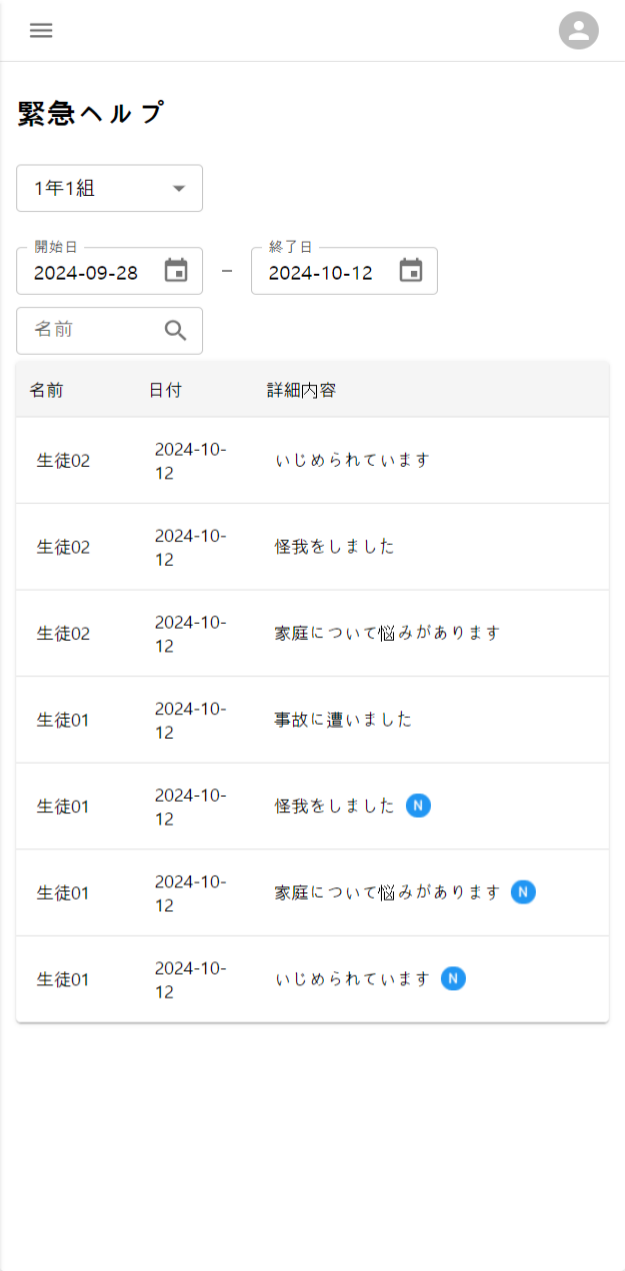 緊急ヘルプ
1年1組
開始日
2024-09-28
–
終了日
2024-10-12
名前
名前 日付 詳細内容
生徒02 2024-10-12 いじめられています
生徒02 2024-10-12 怪我をしました
生徒02 2024-10-12 家庭について悩みがあります
生徒01 2024-10-12 事故に遭いました
生徒01 2024-10-12 怪我をしました N
生徒01 2024-10-12 家庭について悩みがあります N
生徒01 2024-10-12 いじめられています N